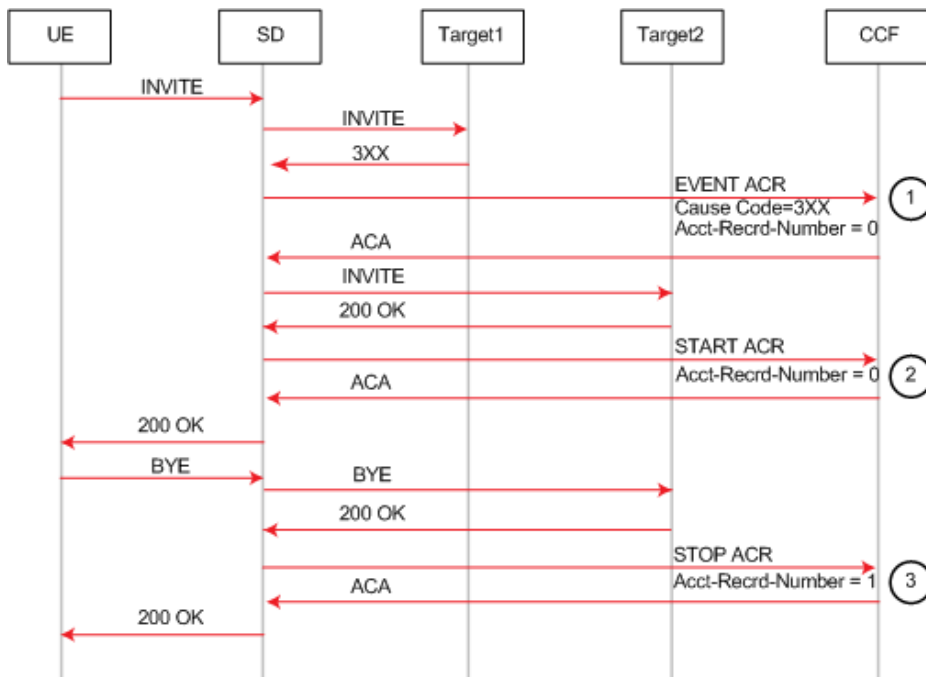 UE SD Target1 Target2 CCF
INVITE
INVITE
3XX
EVENT ACR
Cause Code=3XX
Acct-Recrd-Number = 0
1
ACA
INVITE
200 OK
START ACR
Acct-Recrd-Number = 0
2
ACA
200 OK
BYE
BYE
200 OK
STOP ACR
Acct-Recrd-Number = 1
3
ACA
200 OK